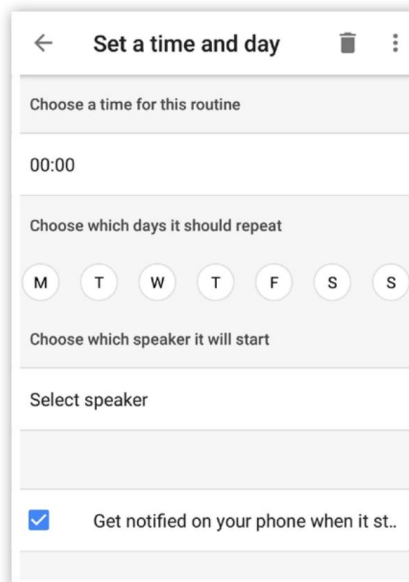 Set a time and day
Choose a time for this routine
00:00
Choose which days it should repeat
M T W T F S S
Choose which speaker it will start
Select speaker
Get notified on your phone when it st..